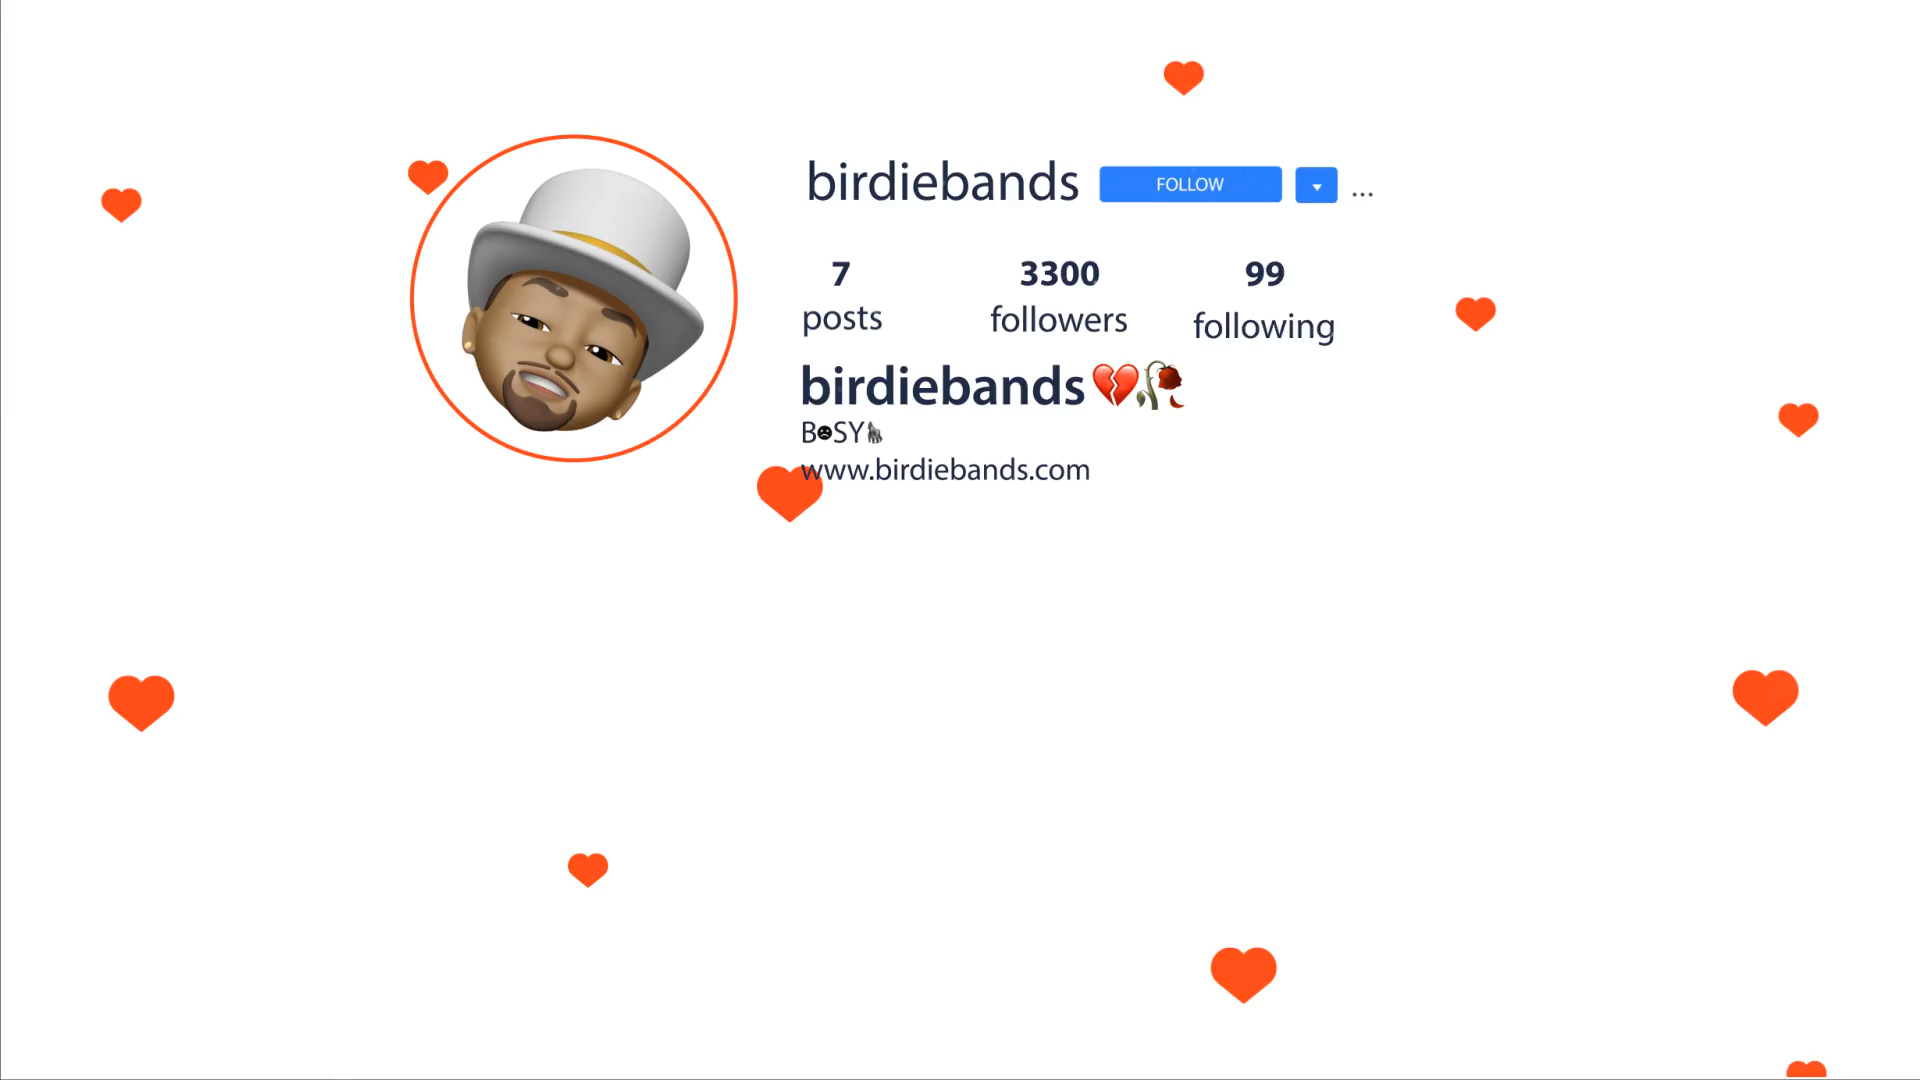 birdiebands FOLLOW ...
7 3300 99
posts followers following
birdiebands💔🥀
B☹SY🦍
www.birdiebands.com